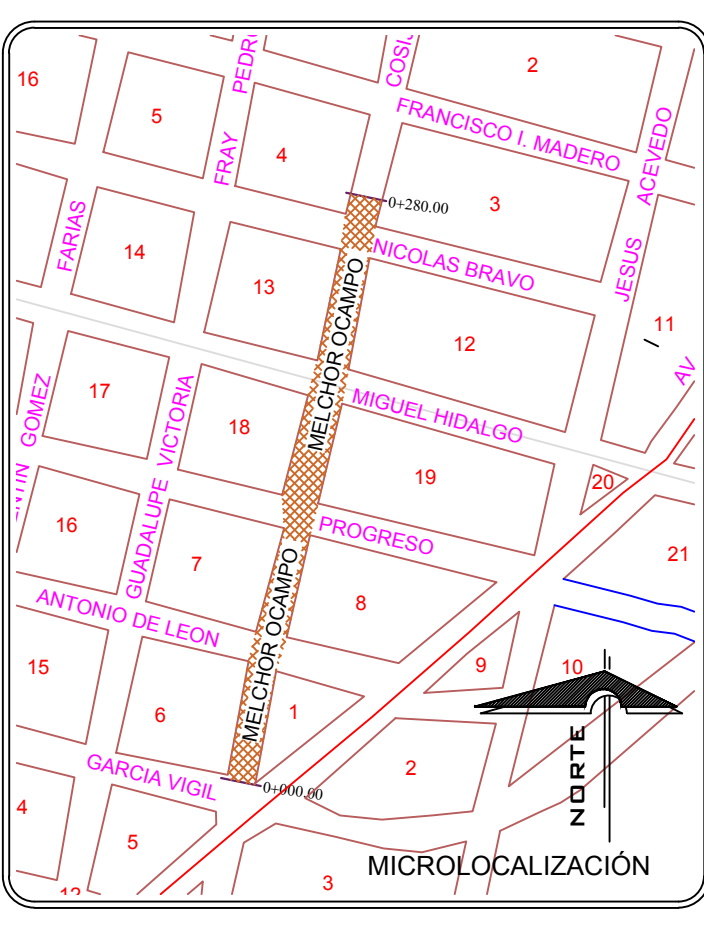 16
5
4
2
FRAY PEDR
COSI
FRANCISCO I. MADERO
JESUS ACEVEDO
3
0+280.00
FARIAS
14
13
NICOLAS BRAVO
12
11
AV
MELCHOR OCAMPO
MIGUEL HIDALGO
17
18
19
20
GOMEZ
NTIN
GUADALUPE VICTORIA
16
7
PROGRESO
8
21
ANTONIO DE LEON
MELCHOR OCAMPO
15
6
1
9
10
GARCIA VIGIL
0+000.00
2
4
5
3
12
NORTE
MICROLOCALIZACIÓN